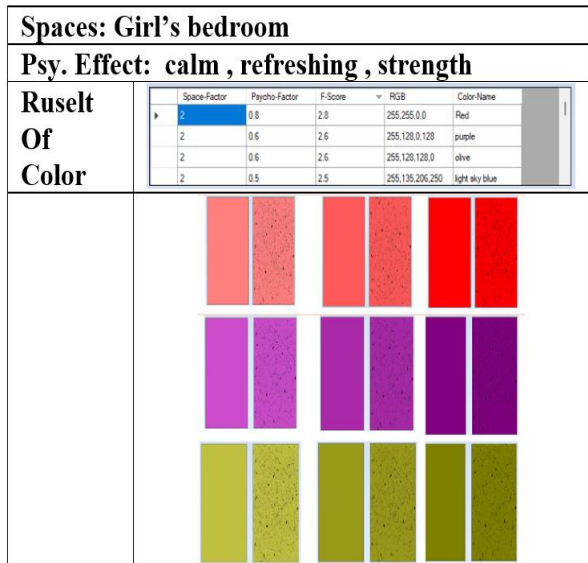 Spaces: Girl’s bedroom
Psy. Effect: calm , refreshing , strength
Ruselt
Of
Color
Space-Factor Psycho-Factor F-Score RGB Color-Name
2 0.8 2.8 255,255,0,0 Red
2 0.6 2.6 255,128,0,128 purple
2 0.6 2.6 255,128,128,0 olive
2 0.5 2.5 255,135,206,250 light sky blue